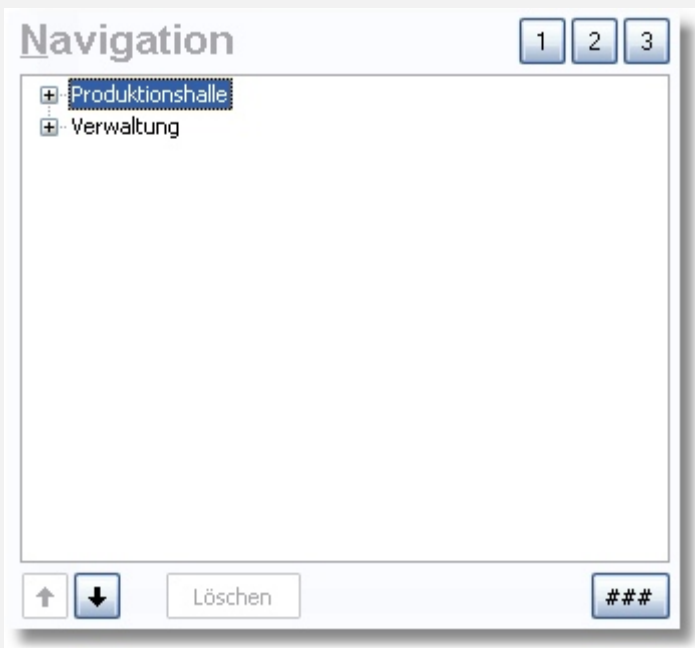 Navigation
1 2 3
Produktionshalle
Verwaltung
Löschen
###